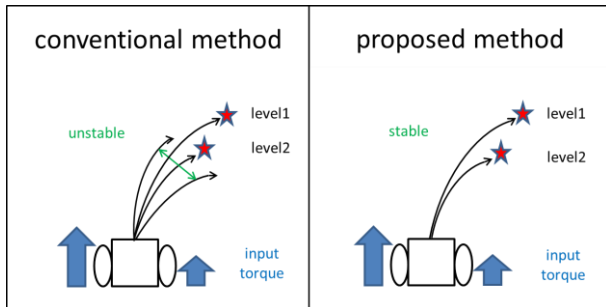 conventional method
unstable
level1
level2
input
torque
proposed method
stable
level1
level2
input
torque